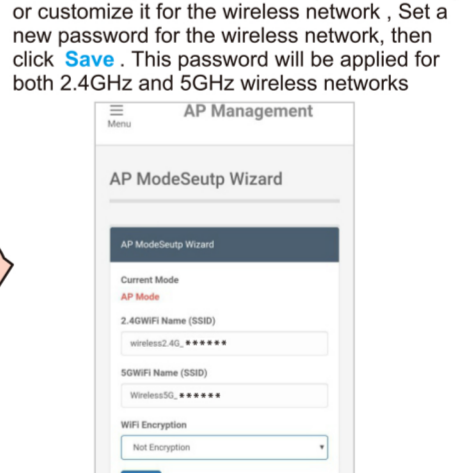 or customize it for the wireless network , Set a
new password for the wireless network, then
click Save . This password will be applied for
both 2.4GHz and 5GHz wireless networks
Menu
AP Management
AP ModeSeutp Wizard
AP ModeSeutp Wizard
Current Mode
AP Mode
2.4GWiFi Name (SSID)
wireless2.4G_******
5GWiFi Name (SSID)
Wireless5G_******
WiFi Encryption
Not Encryption